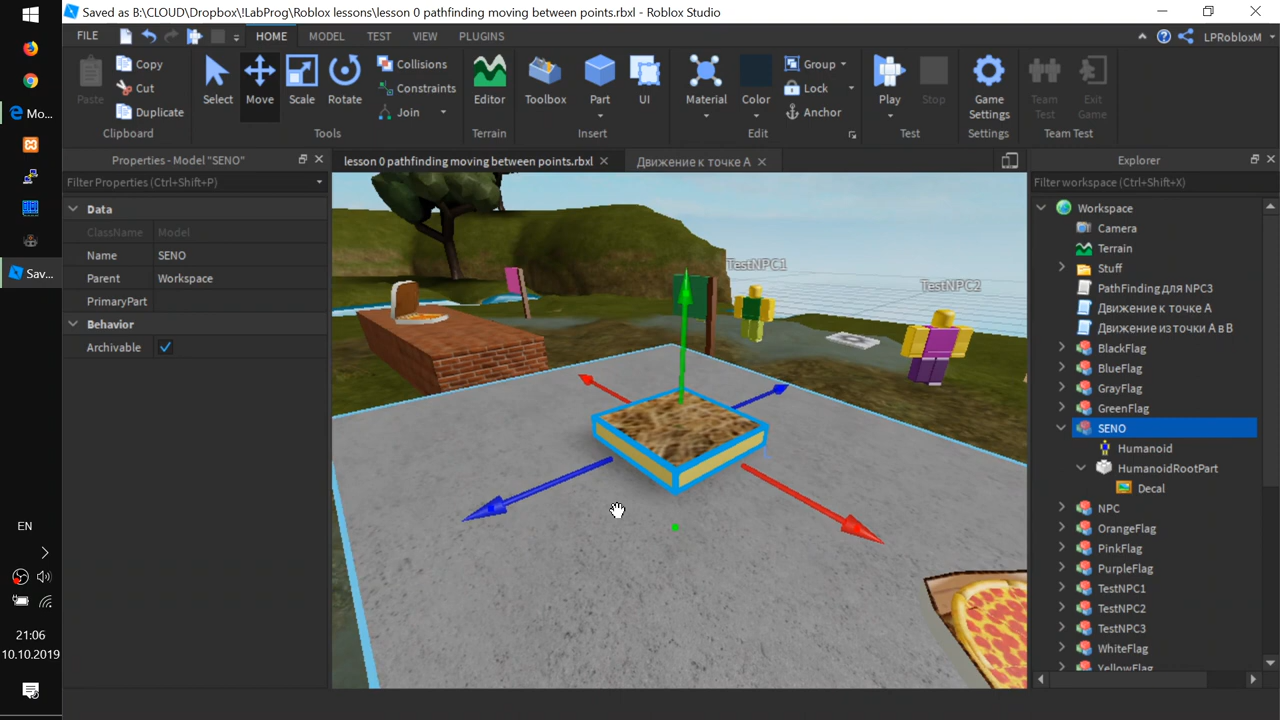 Saved as B:\CLOUD\Dropbox\!LabProg\Roblox lessons\lesson 0 pathfinding moving between points.rbxl - Roblox Studio
FILE
HOME
MODEL
TEST
VIEW
PLUGINS
LPRobloxM
Paste
Copy
Cut
Duplicate
Clipboard
Select
Move
Scale
Rotate
Collisions
Constraints
Join
Tools
Editor
Terrain
Toolbox
Part
UI
Insert
Material
Color
Group
Lock
Anchor
Edit
Play
Stop
Test
Game
Settings
Settings
Team
Test
Exit
Game
Team Test
Mo...
Sav...
EN
21:06
10.10.2019
Properties - Model "SENO"
Filter Properties (Ctrl+Shift+P)
Data
ClassName Model
Name SENO
Parent Workspace
PrimaryPart
Behavior
Archivable
lesson 0 pathfinding moving between points.rbxl
Движение к точке А
TestNPC1
TestNPC2
Explorer
Filter workspace (Ctrl+Shift+X)
Workspace
Camera
Terrain
Stuff
PathFinding для NPC3
Движение к точке А
Движение из точки А в В
BlackFlag
BlueFlag
GrayFlag
GreenFlag
SENO
Humanoid
HumanoidRootPart
Decal
NPC
OrangeFlag
PinkFlag
PurpleFlag
TestNPC1
TestNPC2
TestNPC3
WhiteFlag
YellowFlag